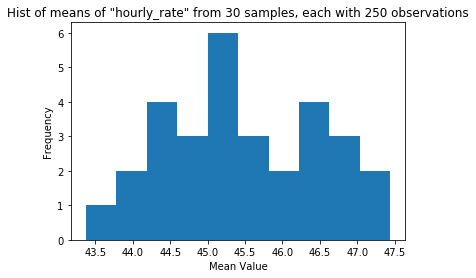 Hist of means of "hourly_rate" from 30 samples, each with 250 observations
6
5
4
3
2
1
0
Frequency
43.5 44.0 44.5 45.0 45.5 46.0 46.5 47.0 47.5
Mean Value